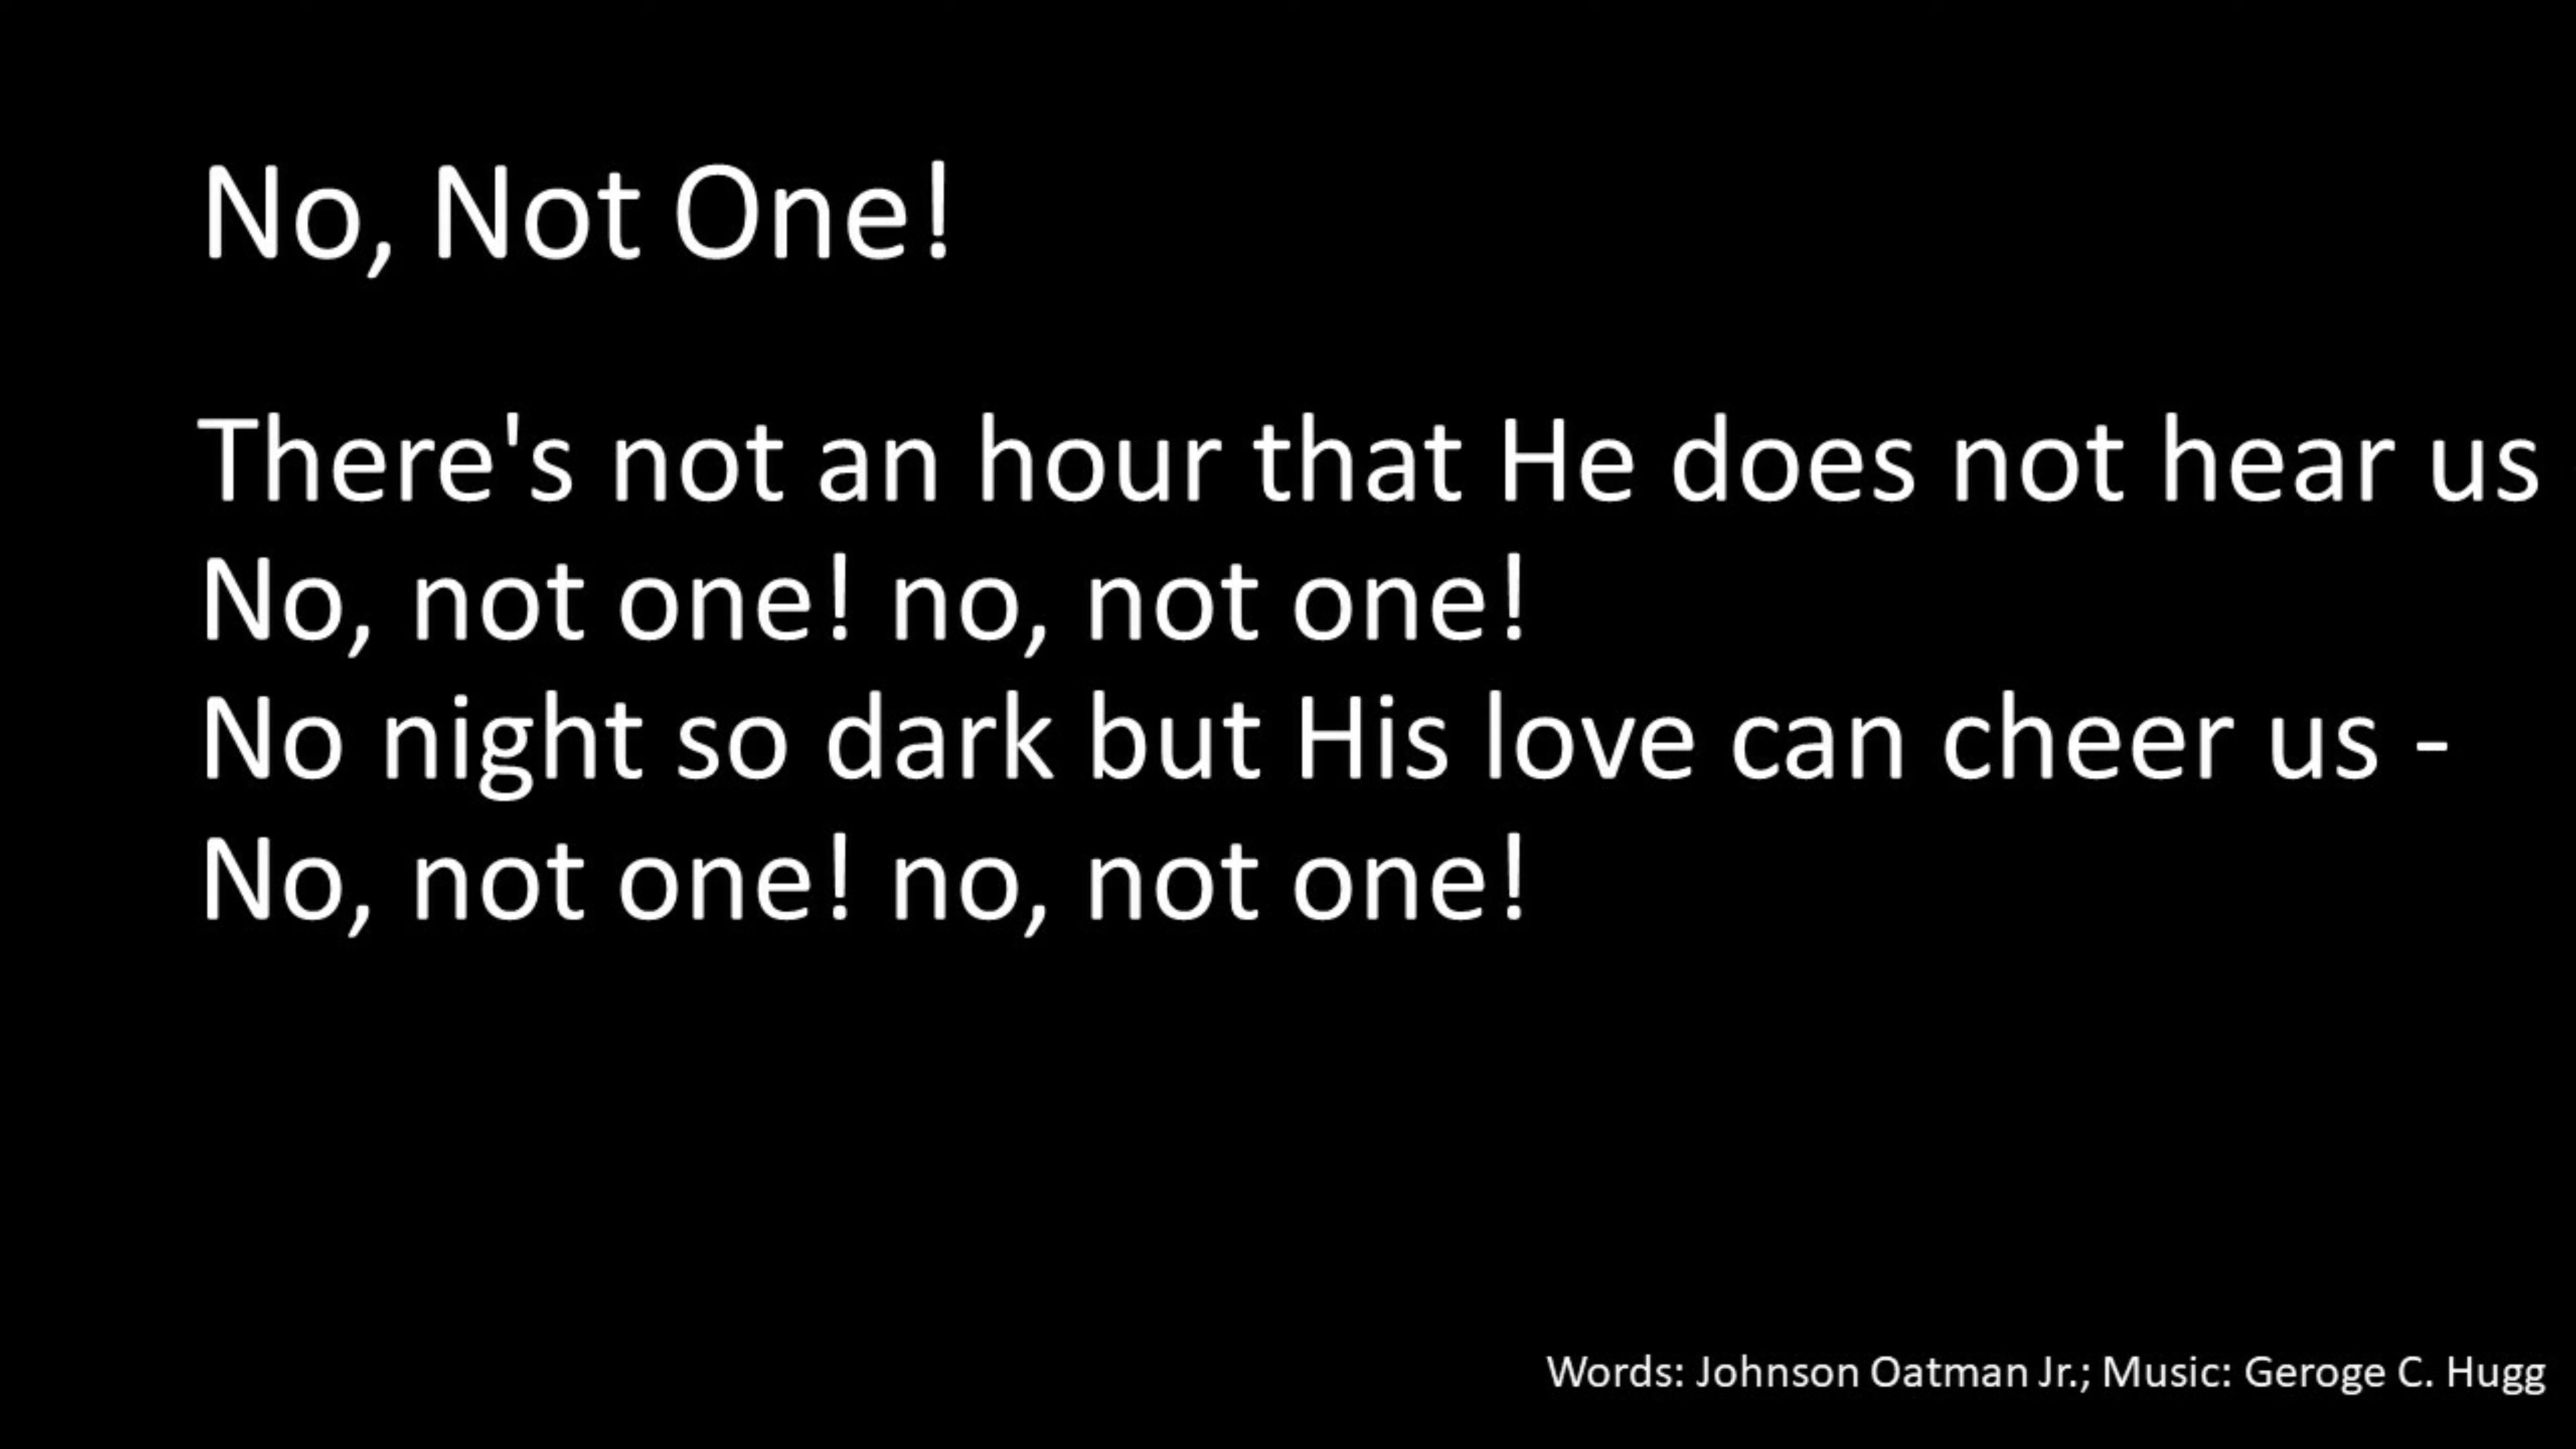 No, Not One!
There's not an hour that He does not hear us
No, not one! no, not one!
No night so dark but His love can cheer us -
No, not one! no, not one!
Words: Johnson Oatman Jr.; Music: Geroge C. Hugg